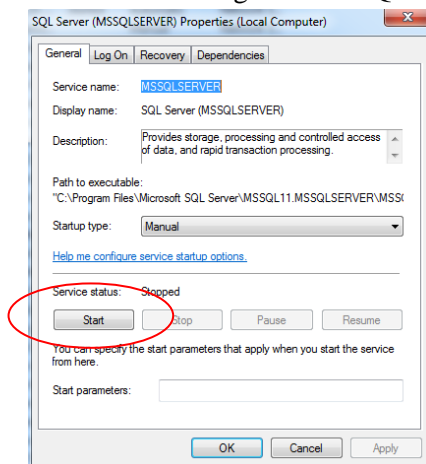 SQL Server (MSSQLSERVER) Properties (Local Computer)
General Log On Recovery Dependencies
Service name: MSSQLSERVER
Display name: SQL Server (MSSQLSERVER)
Description: Provides storage, processing and controlled access
of data, and rapid transaction processing.
Path to executable:
"C:\Program Files\Microsoft SQL Server\MSSQL11.MSSQLSERVER\MSS
Startup type: Manual
Help me configure service startup options.
Service status: Stopped
Start Stop Pause Resume
You can specify the start parameters that apply when you start the service
from here.
Start parameters:
OK Cancel Apply